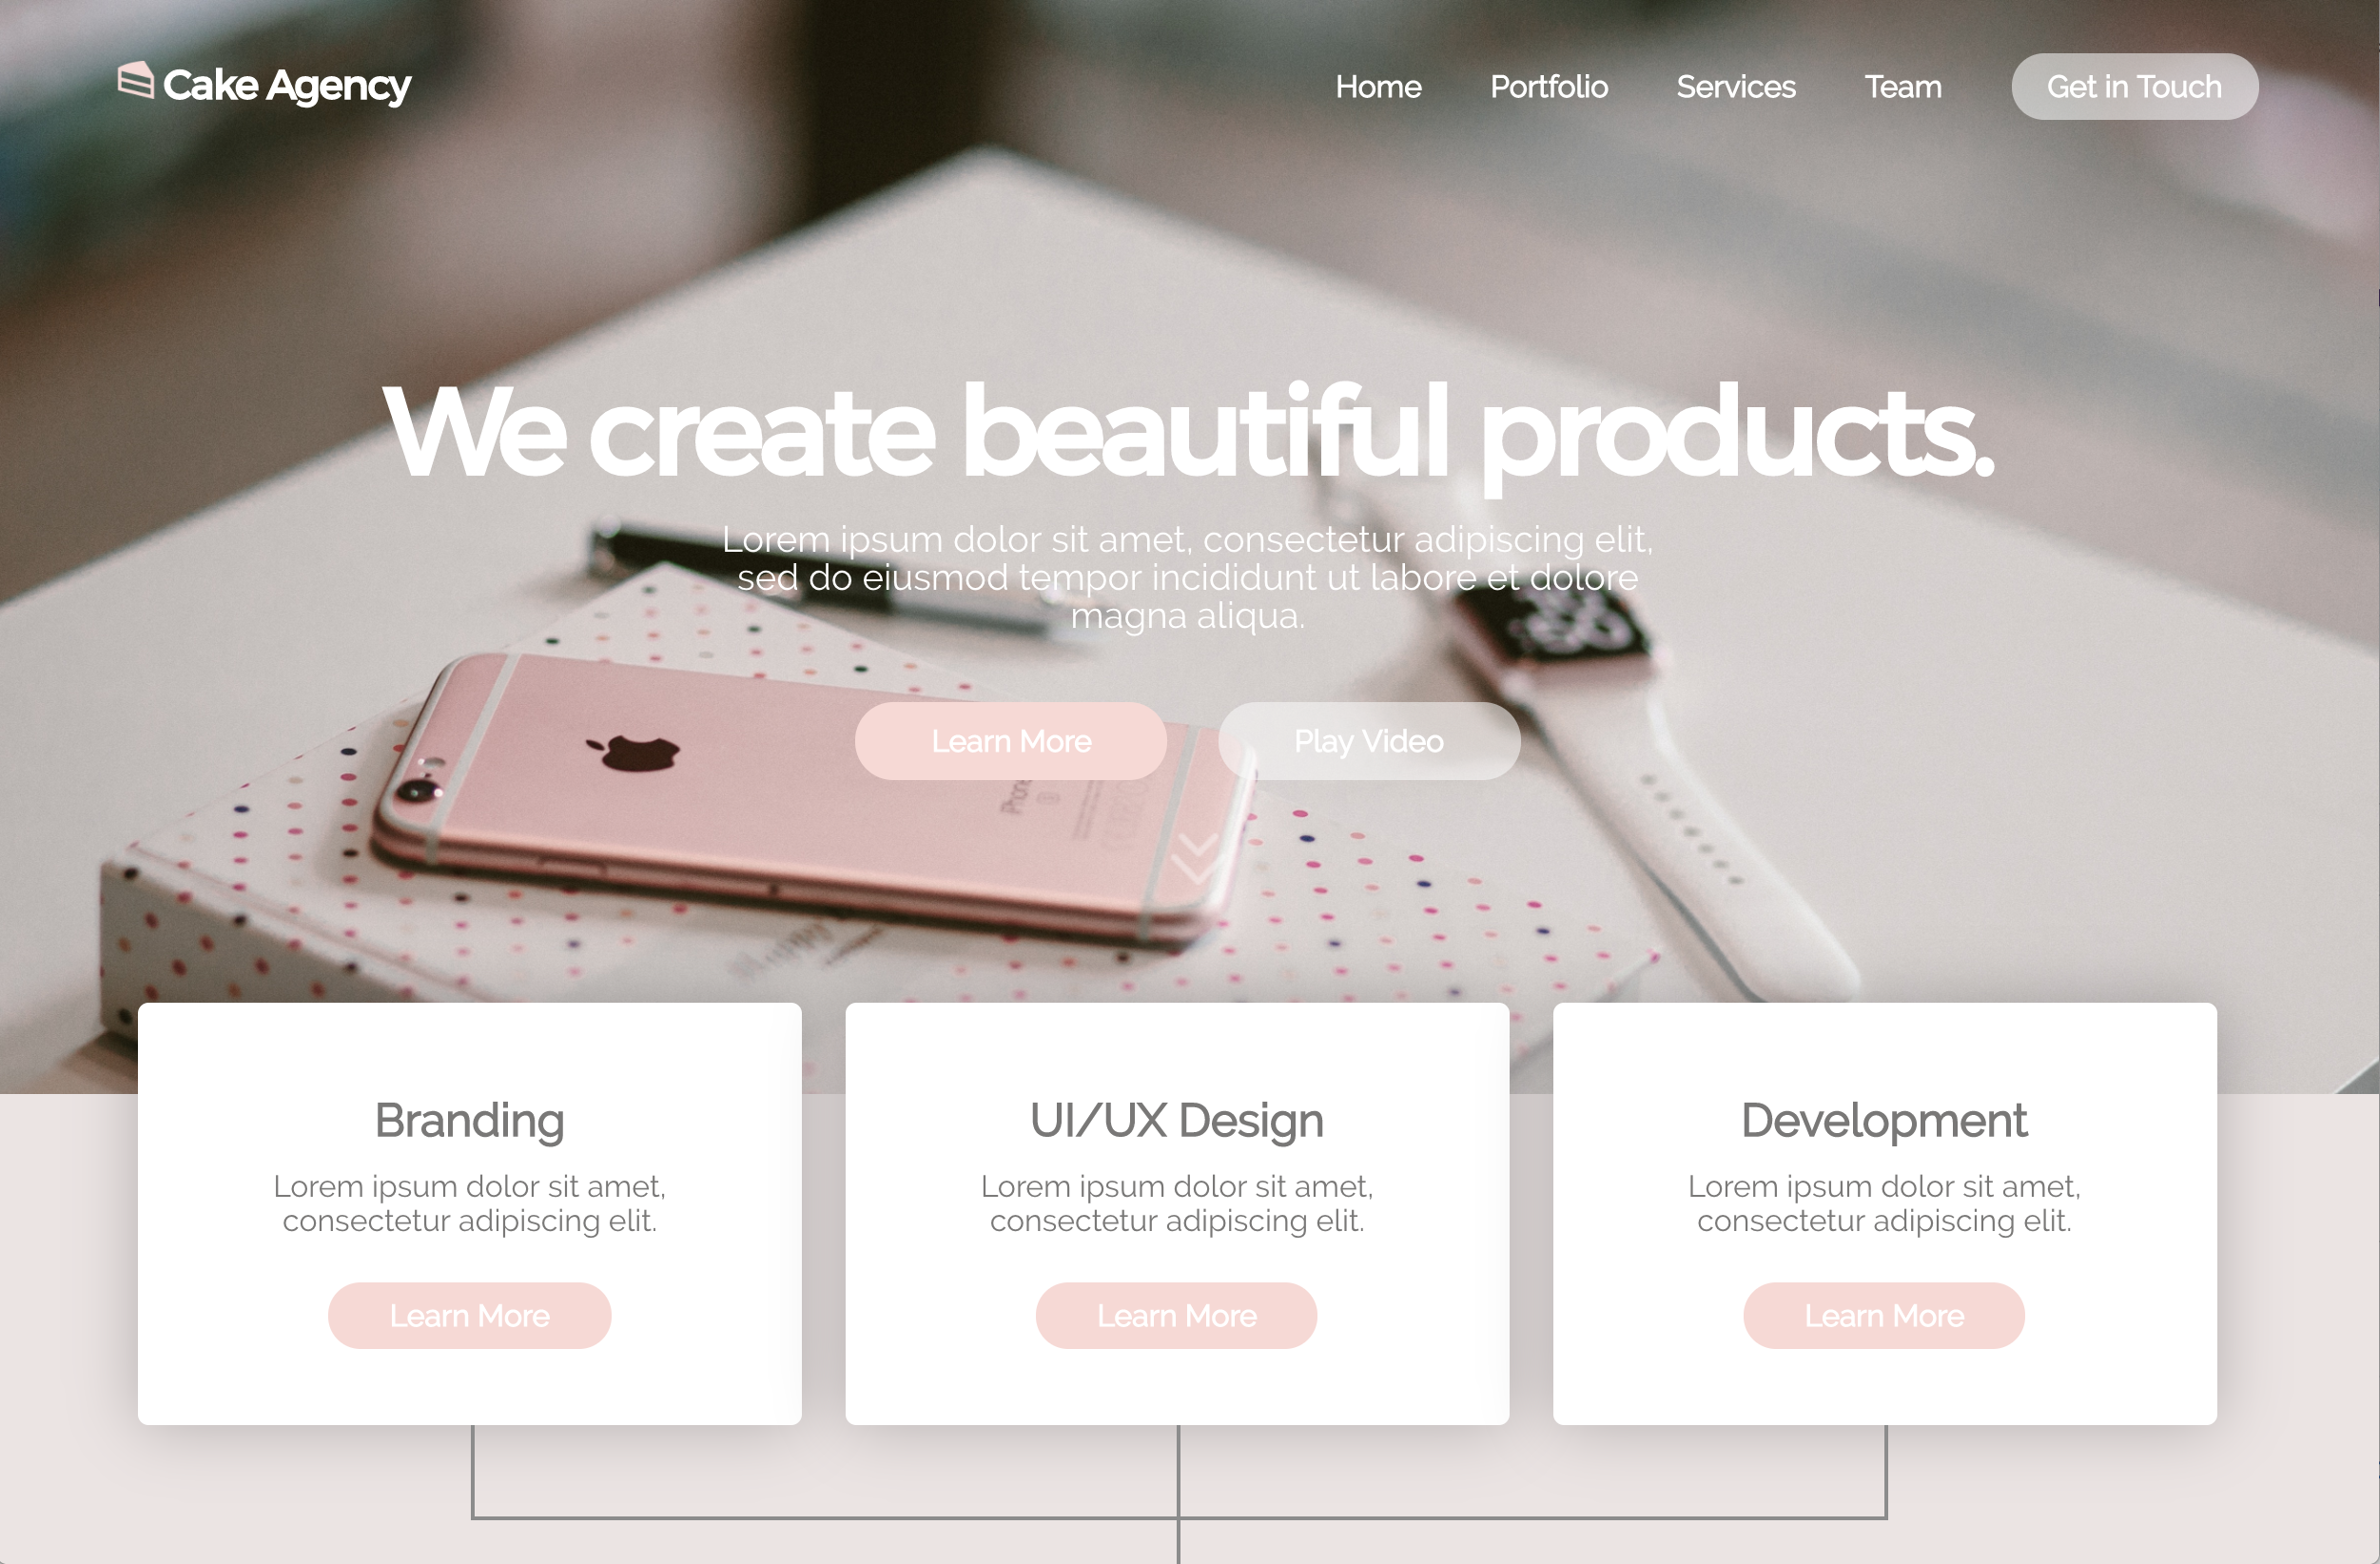 Cake Agency
Home
Portfolio
Services
Team
Get in Touch
We create beautiful products.
Lorem ipsum dolor sit amet, consectetur adipiscing elit,
sed do eiusmod tempor incididunt ut labore et dolore
magna aliqua.
Learn More
Play Video
Branding
Lorem ipsum dolor sit amet,
consectetur adipiscing elit.
Learn More
UI/UX Design
Lorem ipsum dolor sit amet,
consectetur adipiscing elit.
Learn More
Development
Lorem ipsum dolor sit amet,
consectetur adipiscing elit.
Learn More